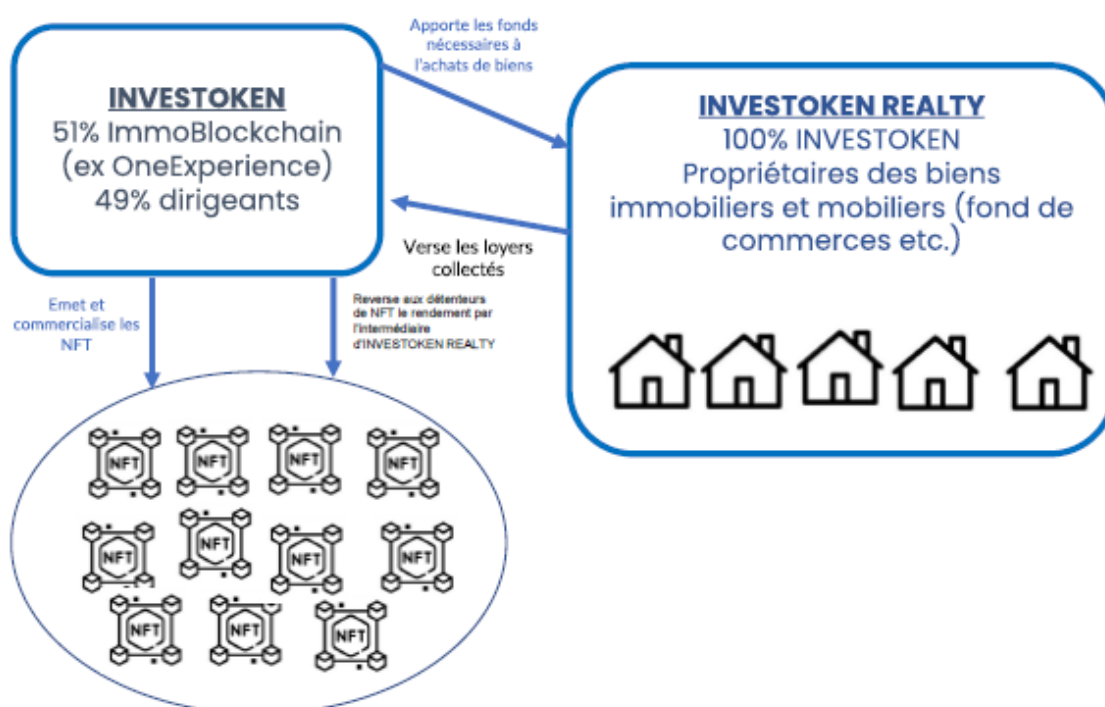 Apporte les fonds
nécessaires à
l'achats de biens
INVESTOKEN
51% ImmoBlockchain
(ex OneExperience)
49% dirigeants
INVESTOKEN REALTY
100% INVESTOKEN
Propriétaires des biens
immobiliers et mobiliers (fond de
commerces etc.)
Verse les loyers
collectés
Emet et
commercialise les
NFT
Reverse aux détenteurs
de NFT le rendement par
l'intermédiaire
d'INVESTOKEN REALTY
NFT
NFT
NFT
NFT
NFT
NFT
NFT
NFT
NFT
NFT
NFT